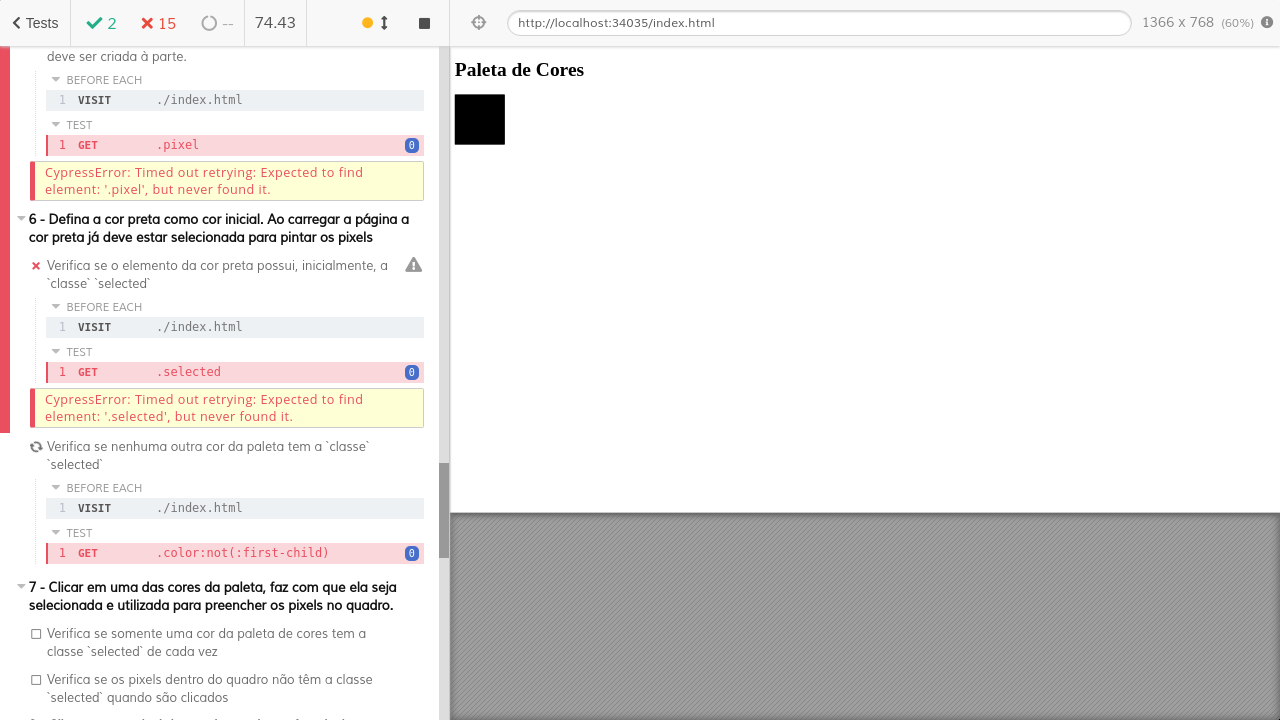 Tests
2
15
--
74.43
http://localhost:34035/index.html
1366 x 768 (60%)
deve ser criada à parte.
BEFORE EACH
1 VISIT ./index.html
TEST
1 GET .pixel 0
CypressError: Timed out retrying: Expected to find
element: '.pixel', but never found it.
6 - Defina a cor preta como cor inicial. Ao carregar a página a
cor preta já deve estar selecionada para pintar os pixels
Verifica se o elemento da cor preta possui, inicialmente, a
`classe` `selected`
BEFORE EACH
1 VISIT ./index.html
TEST
1 GET .selected 0
CypressError: Timed out retrying: Expected to find
element: '.selected', but never found it.
Verifica se nenhuma outra cor da paleta tem a `classe`
`selected`
BEFORE EACH
1 VISIT ./index.html
TEST
1 GET .color:not(:first-child) 0
7 - Clicar em uma das cores da paleta, faz com que ela seja
selecionada e utilizada para preencher os pixels no quadro.
Verifica se somente uma cor da paleta de cores tem a
classe `selected` de cada vez
Verifica se os pixels dentro do quadro não têm a classe
`selected` quando são clicados
Paleta de Cores